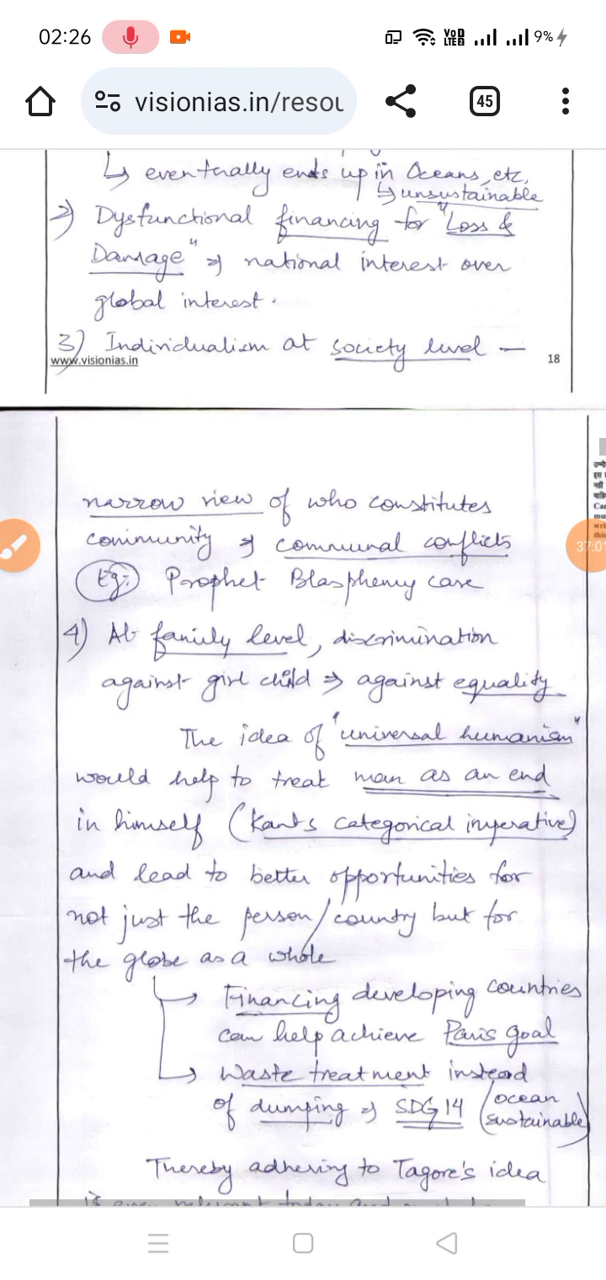 02:26
VoD LTE2
9%
visionias.in/resou
45
↳ eventually ends up in Oceans, etc.
↳ unsustainable
2) Dysfunctional financing for "Loss &
Damage" ⇒ national interest over
global interest.
3) Individualism at society level —
www.visionias.in
18
narrow view of who constitutes
community ⇒ communal conflicts
Eg: Prophet Blasphemy case
4) At family level, discrimination
against girl child ⇒ against equality
The idea of "universal humanism"
would help to treat man as an end
in himself (Kant's categorical imperative)
and lead to better opportunities for
not just the person/country but for
the globe as a whole
→ Financing developing countries
can help achieve Paris goal
→ Waste treatment instead
of dumping ⇒ SDG 14 (ocean
sustainable)
Thereby adhering to Tagore's idea
37:0